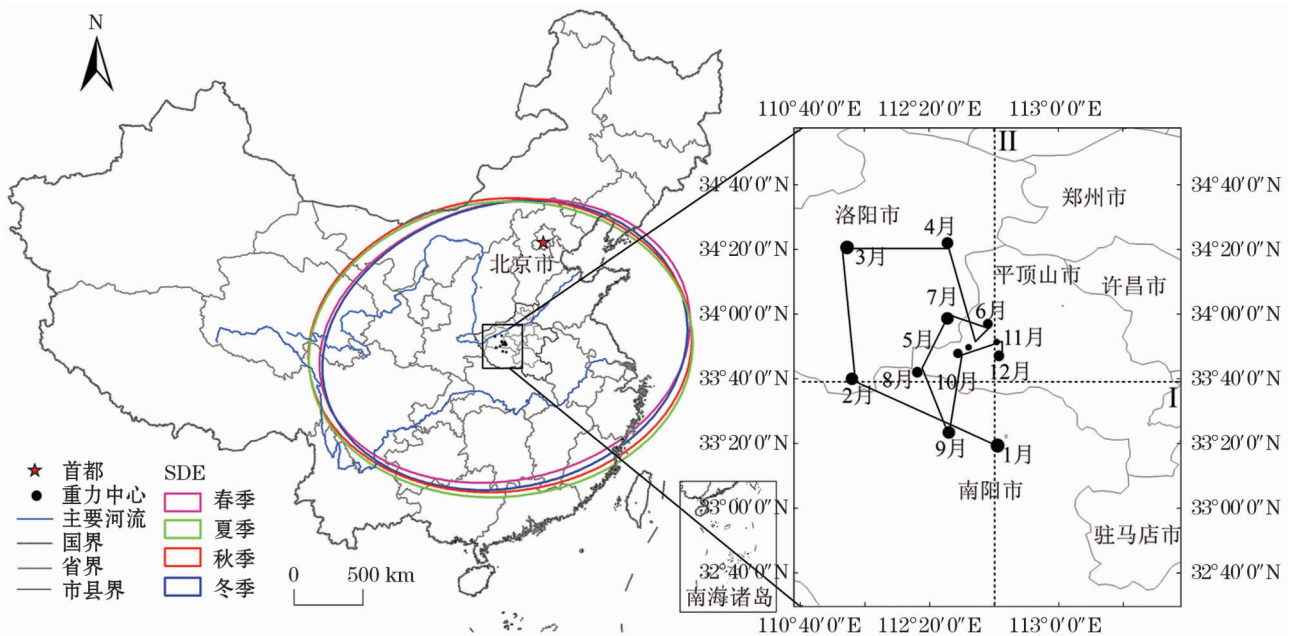 N
北京市
首都
重力中心
主要河流
国界
省界
市县界
SDE
春季
夏季
秋季
冬季
0 500 km
南海诸岛
110°40′0″E 112°20′0″E 113°0′0″E
II
34°40′0″N 34°40′0″N
郑州市
洛阳市
4月
34°20′0″N 34°20′0″N
3月
平顶山市
许昌市
7月
34°00′0″N 6月 34°00′0″N
5月 11月
8月 10月 12月
33°40′0″N 33°40′0″N
2月
I
33°20′0″N 33°20′0″N
9月 1月
南阳市
33°00′0″N 33°00′0″N
驻马店市
32°40′0″N 32°40′0″N
110°40′0″E 112°20′0″E 113°0′0″E